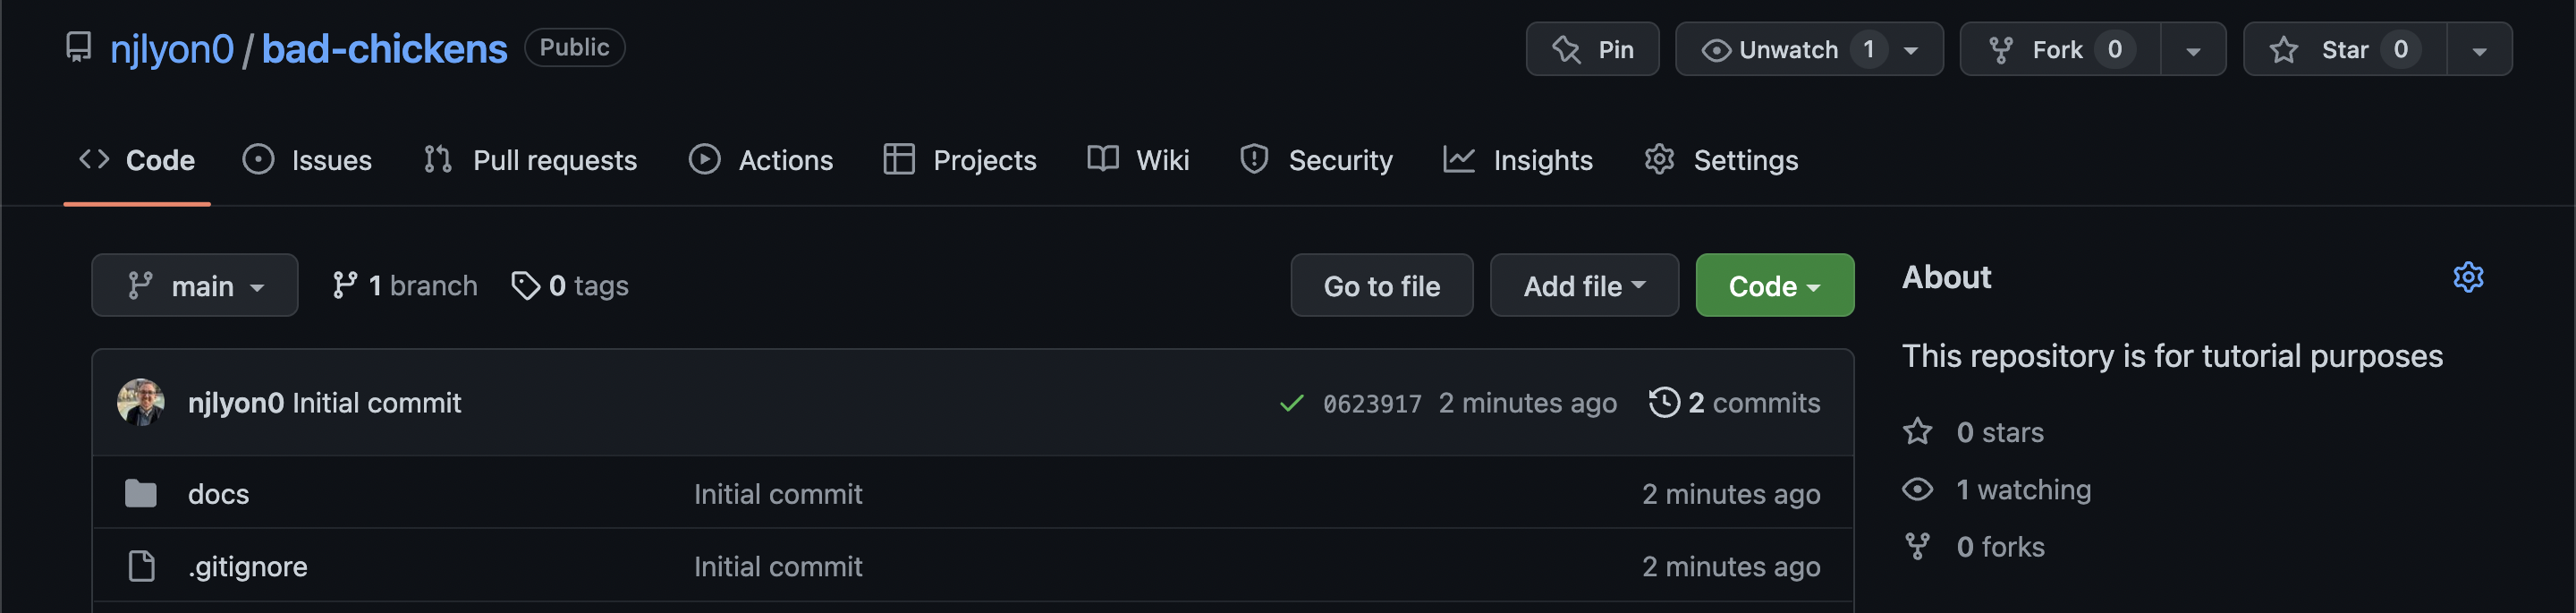 njlyon0 / bad-chickens Public Pin Unwatch 1 Fork 0 Star 0
Code Issues Pull requests Actions Projects Wiki Security Insights Settings
main 1 branch 0 tags Go to file Add file Code
njlyon0 Initial commit 0623917 2 minutes ago 2 commits
docs Initial commit 2 minutes ago
.gitignore Initial commit 2 minutes ago
About
This repository is for tutorial purposes
0 stars
1 watching
0 forks